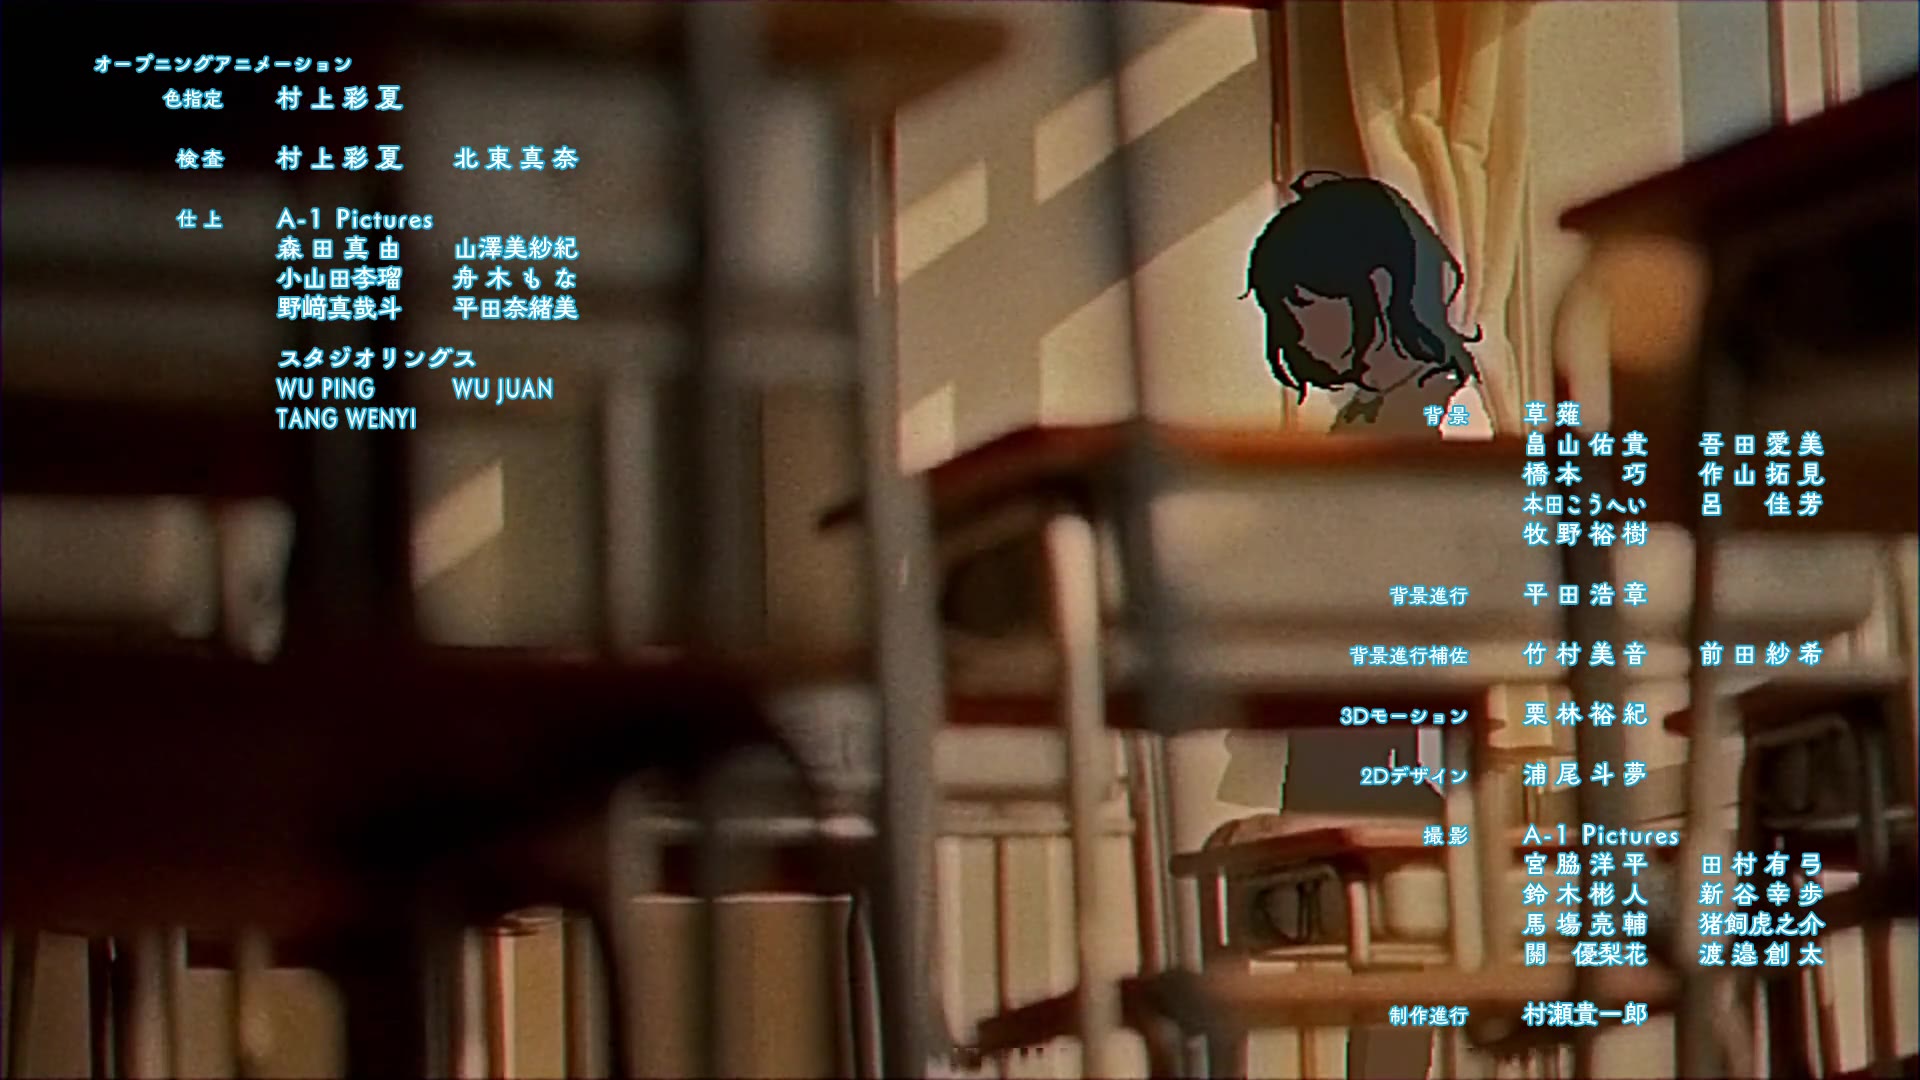 オープニングアニメーション
色指定 村上彩夏
検査 村上彩夏 北東真奈
仕上 A-1 Pictures
森田真由 山澤美紗紀
小山田李瑠 舟木もな
野﨑真哉斗 平田奈緒美
スタジオリングス
WU PING WU JUAN
TANG WENYI
背景 草薙
畠山佑貴 吾田愛美
橋本巧 作山拓見
本田こうへい 呂佳芳
牧野裕樹
背景進行 平田浩章
背景進行補佐 竹村美音 前田紗希
3Dモーション 栗林裕紀
2Dデザイン 浦尾斗夢
撮影 A-1 Pictures
宮脇洋平 田村有弓
鈴木彬人 新谷幸歩
馬塲亮輔 猪飼虎之介
關優梨花 渡邉創太
制作進行 村瀬貴一郎